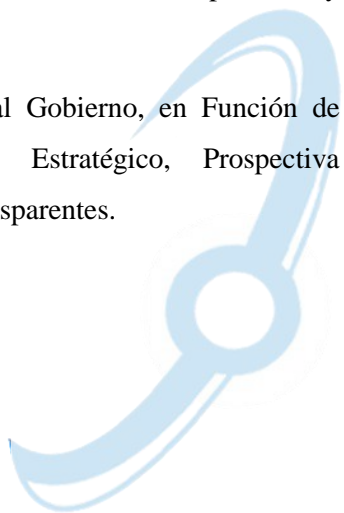 al Gobierno, en Función de
Estratégico, Prospectiva
sparentes.